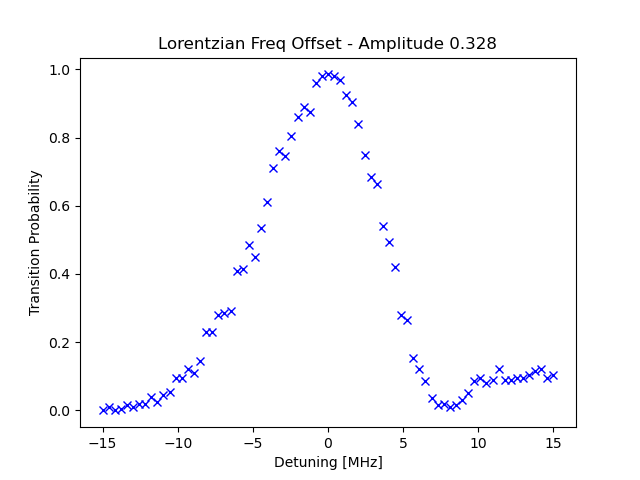 Lorentzian Freq Offset - Amplitude 0.328
1.0
0.8
0.6
0.4
0.2
0.0
Transition Probability
−15 −10 −5 0 5 10 15
Detuning [MHz]